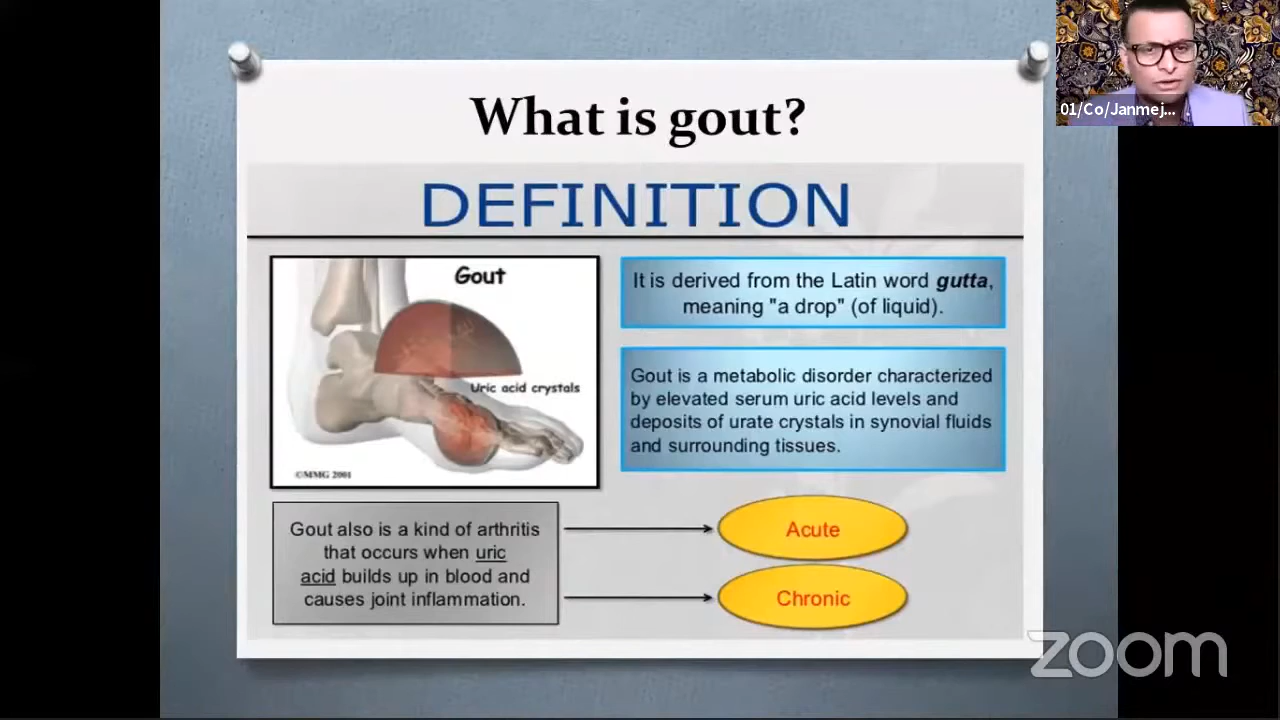 What is gout?
DEFINITION
Gout
Uric acid crystals
©MMG 2001
It is derived from the Latin word gutta,
meaning "a drop" (of liquid).
Gout is a metabolic disorder characterized
by elevated serum uric acid levels and
deposits of urate crystals in synovial fluids
and surrounding tissues.
Gout also is a kind of arthritis
that occurs when uric
acid builds up in blood and
causes joint inflammation.
Acute
Chronic
01/Co/Janmej...
zoom